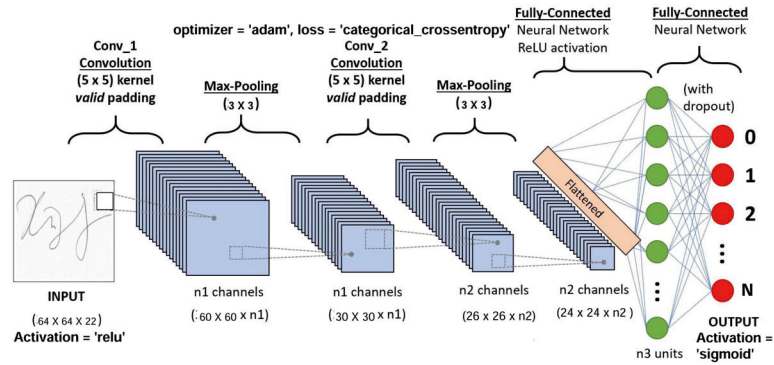 optimizer = 'adam', loss = 'categorical_crossentropy'
Conv_1
Convolution
(5 x 5) kernel
valid padding
Max-Pooling
(3 x 3)
Conv_2
Convolution
(5 x 5) kernel
valid padding
Max-Pooling
(3 x 3)
Fully-Connected
Neural Network
ReLU activation
Fully-Connected
Neural Network
(with
dropout)
Flattened
0
1
2
N
INPUT
(64 X 64 X 22)
Activation = 'relu'
n1 channels
(60 X 60 x n1)
n1 channels
(30 X 30 x n1)
n2 channels
(26 x 26 x n2)
n2 channels
(24 x 24 x n2 )
n3 units
OUTPUT
Activation =
'sigmoid'